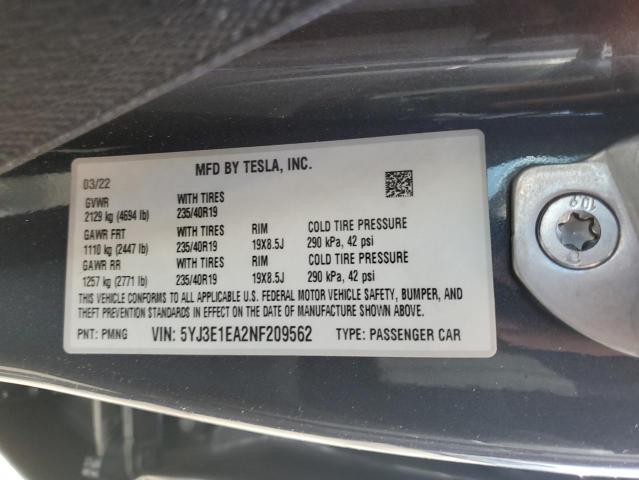 MFD BY TESLA, INC.
03/22
GVWR WITH TIRES
2129 kg (4694 lb) 235/40R19
GAWR FRT WITH TIRES RIM COLD TIRE PRESSURE
1110 kg (2447 lb) 235/40R19 19X8.5J 290 kPa, 42 psi
GAWR RR WITH TIRES RIM COLD TIRE PRESSURE
1257 kg (2771 lb) 235/40R19 19X8.5J 290 kPa, 42 psi
THIS VEHICLE CONFORMS TO ALL APPLICABLE U.S. FEDERAL MOTOR VEHICLE SAFETY, BUMPER, AND
THEFT PREVENTION STANDARDS IN EFFECT ON THE DATE OF MANUFACTURE SHOWN ABOVE.
PNT: PMNG VIN: 5YJ3E1EA2NF209562 TYPE: PASSENGER CAR
10.9